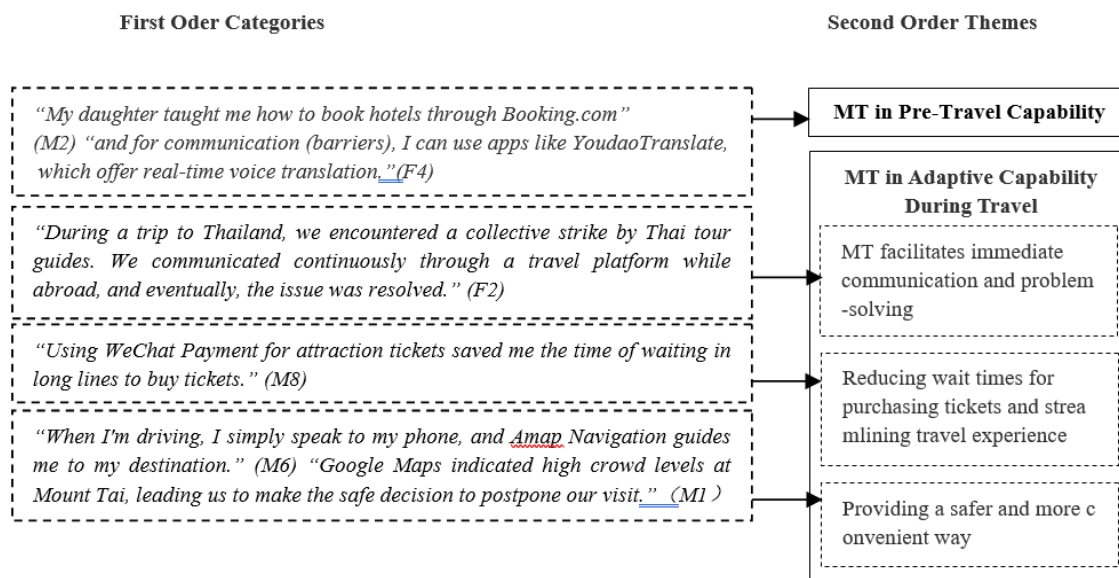 First Oder Categories
Second Order Themes
“My daughter taught me how to book hotels through Booking.com”
(M2) “and for communication (barriers), I can use apps like YoudaoTranslate,
which offer real-time voice translation.”(F4)
MT in Pre-Travel Capability
MT in Adaptive Capability
During Travel
“During a trip to Thailand, we encountered a collective strike by Thai tour
guides. We communicated continuously through a travel platform while
abroad, and eventually, the issue was resolved.” (F2)
MT facilitates immediate
communication and problem
-solving
“Using WeChat Payment for attraction tickets saved me the time of waiting in
long lines to buy tickets.” (M8)
Reducing wait times for
purchasing tickets and strea
mlining travel experience
“When I'm driving, I simply speak to my phone, and Amap Navigation guides
me to my destination.” (M6) “Google Maps indicated high crowd levels at
Mount Tai, leading us to make the safe decision to postpone our visit.” （M1）
Providing a safer and more c
onvenient way